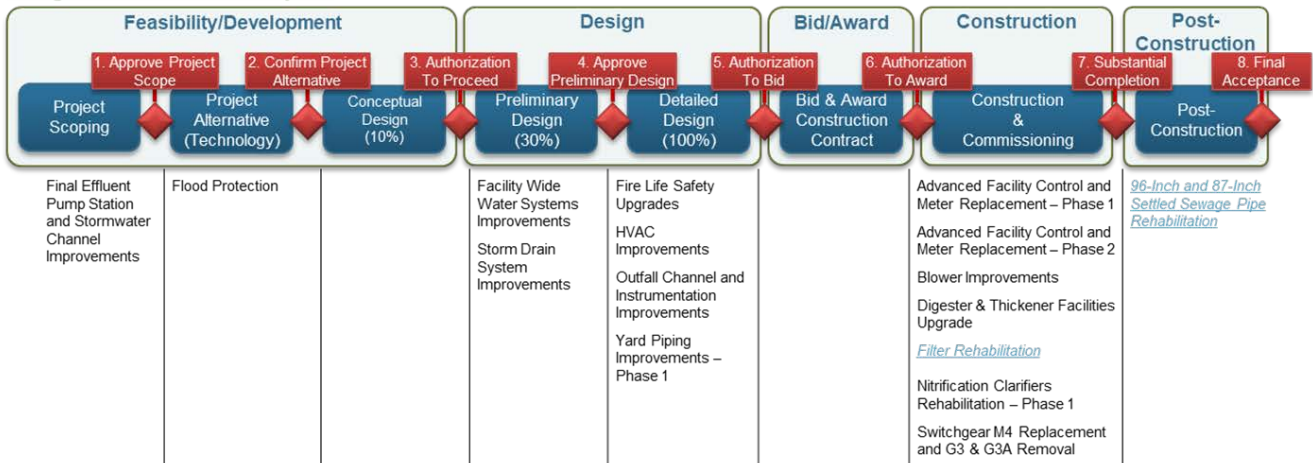 Feasibility/Development
Design
Bid/Award
Construction
Post-
Construction
1. Approve Project
Scope
2. Confirm Project
Alternative
3. Authorization
To Proceed
4. Approve
Preliminary Design
5. Authorization
To Bid
6. Authorization
To Award
7. Substantial
Completion
8. Final
Acceptance
Project
Scoping
Project
Alternative
(Technology)
Conceptual
Design
(10%)
Preliminary
Design
(30%)
Detailed
Design
(100%)
Bid & Award
Construction
Contract
Construction
&
Commissioning
Post-
Construction
Final Effluent
Pump Station
and Stormwater
Channel
Improvements
Flood Protection
Facility Wide
Water Systems
Improvements
Storm Drain
System
Improvements
Fire Life Safety
Upgrades
HVAC
Improvements
Outfall Channel and
Instrumentation
Improvements
Yard Piping
Improvements –
Phase 1
Advanced Facility Control and
Meter Replacement – Phase 1
Advanced Facility Control and
Meter Replacement – Phase 2
Blower Improvements
Digester & Thickener Facilities
Upgrade
Filter Rehabilitation
Nitrification Clarifiers
Rehabilitation – Phase 1
Switchgear M4 Replacement
and G3 & G3A Removal
96-Inch and 87-Inch
Settled Sewage Pipe
Rehabilitation